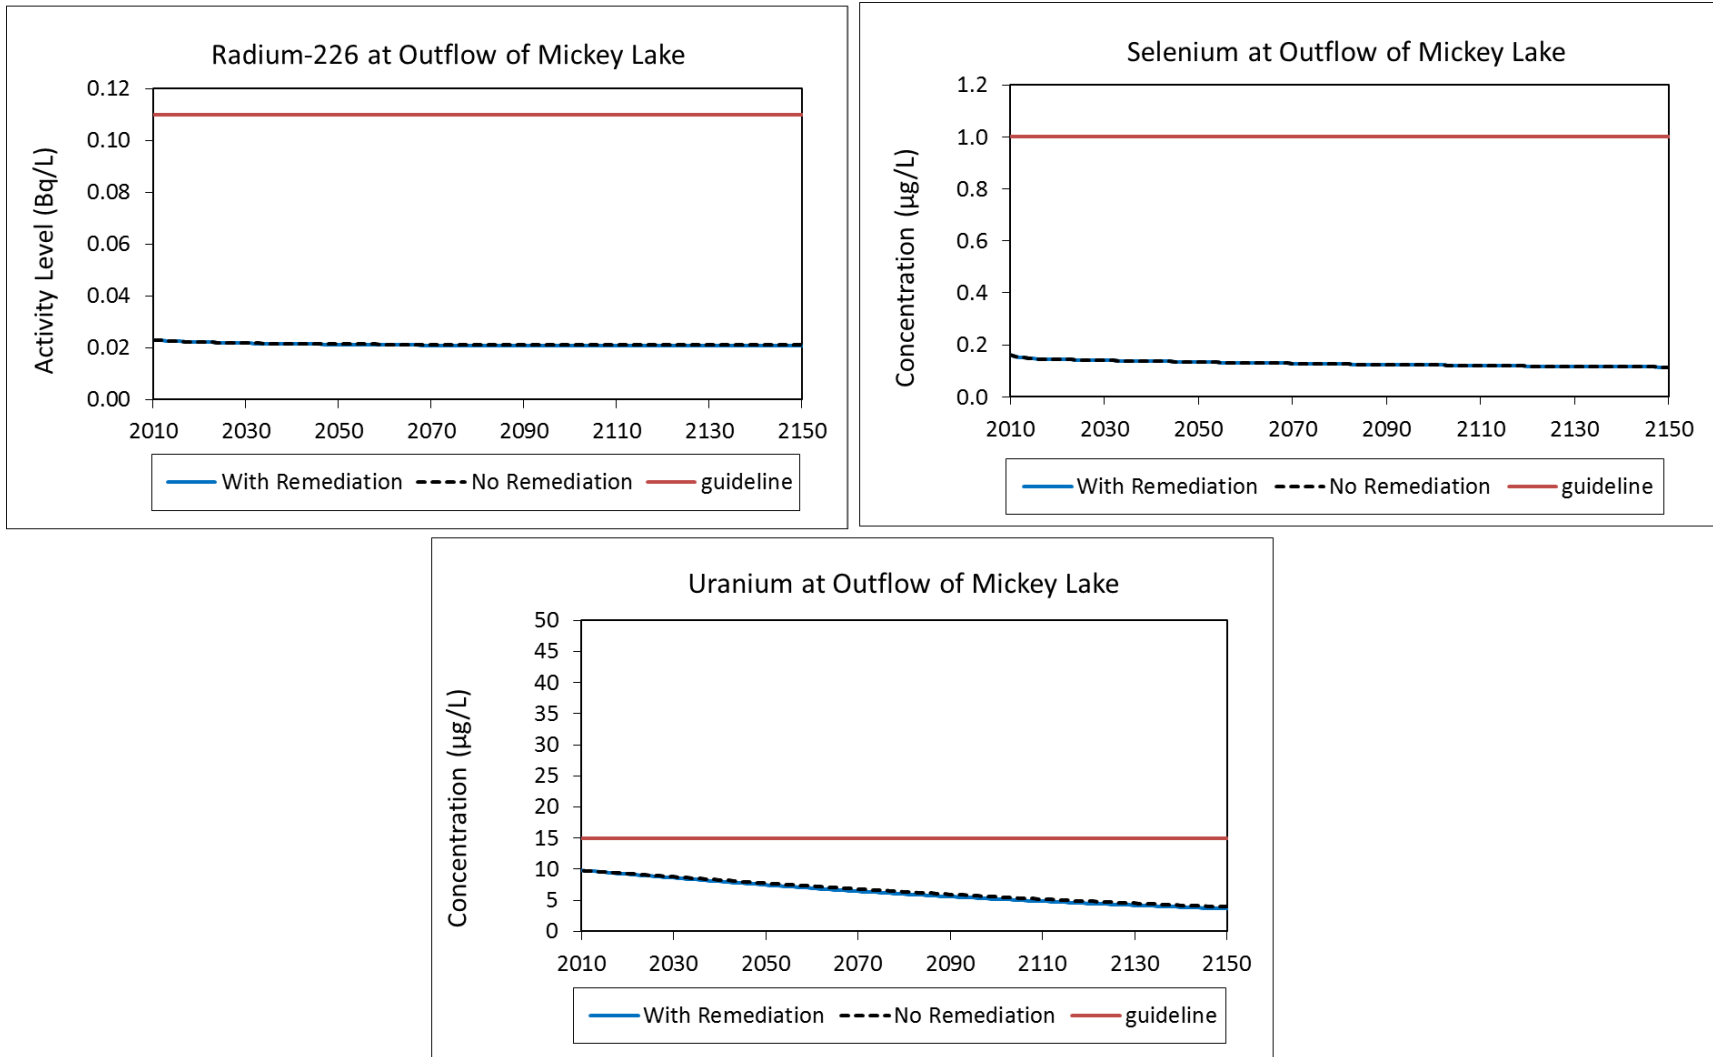 Radium-226 at Outflow of Mickey Lake
0.12
0.10
0.08
0.06
0.04
0.02
0.00
Activity Level (Bq/L)
2010 2030 2050 2070 2090 2110 2130 2150
With Remediation No Remediation guideline
Selenium at Outflow of Mickey Lake
1.2
1.0
0.8
0.6
0.4
0.2
0.0
Concentration (µg/L)
2010 2030 2050 2070 2090 2110 2130 2150
With Remediation No Remediation guideline
Uranium at Outflow of Mickey Lake
50
45
40
35
30
25
20
15
10
5
0
Concentration (µg/L)
2010 2030 2050 2070 2090 2110 2130 2150
With Remediation No Remediation guideline